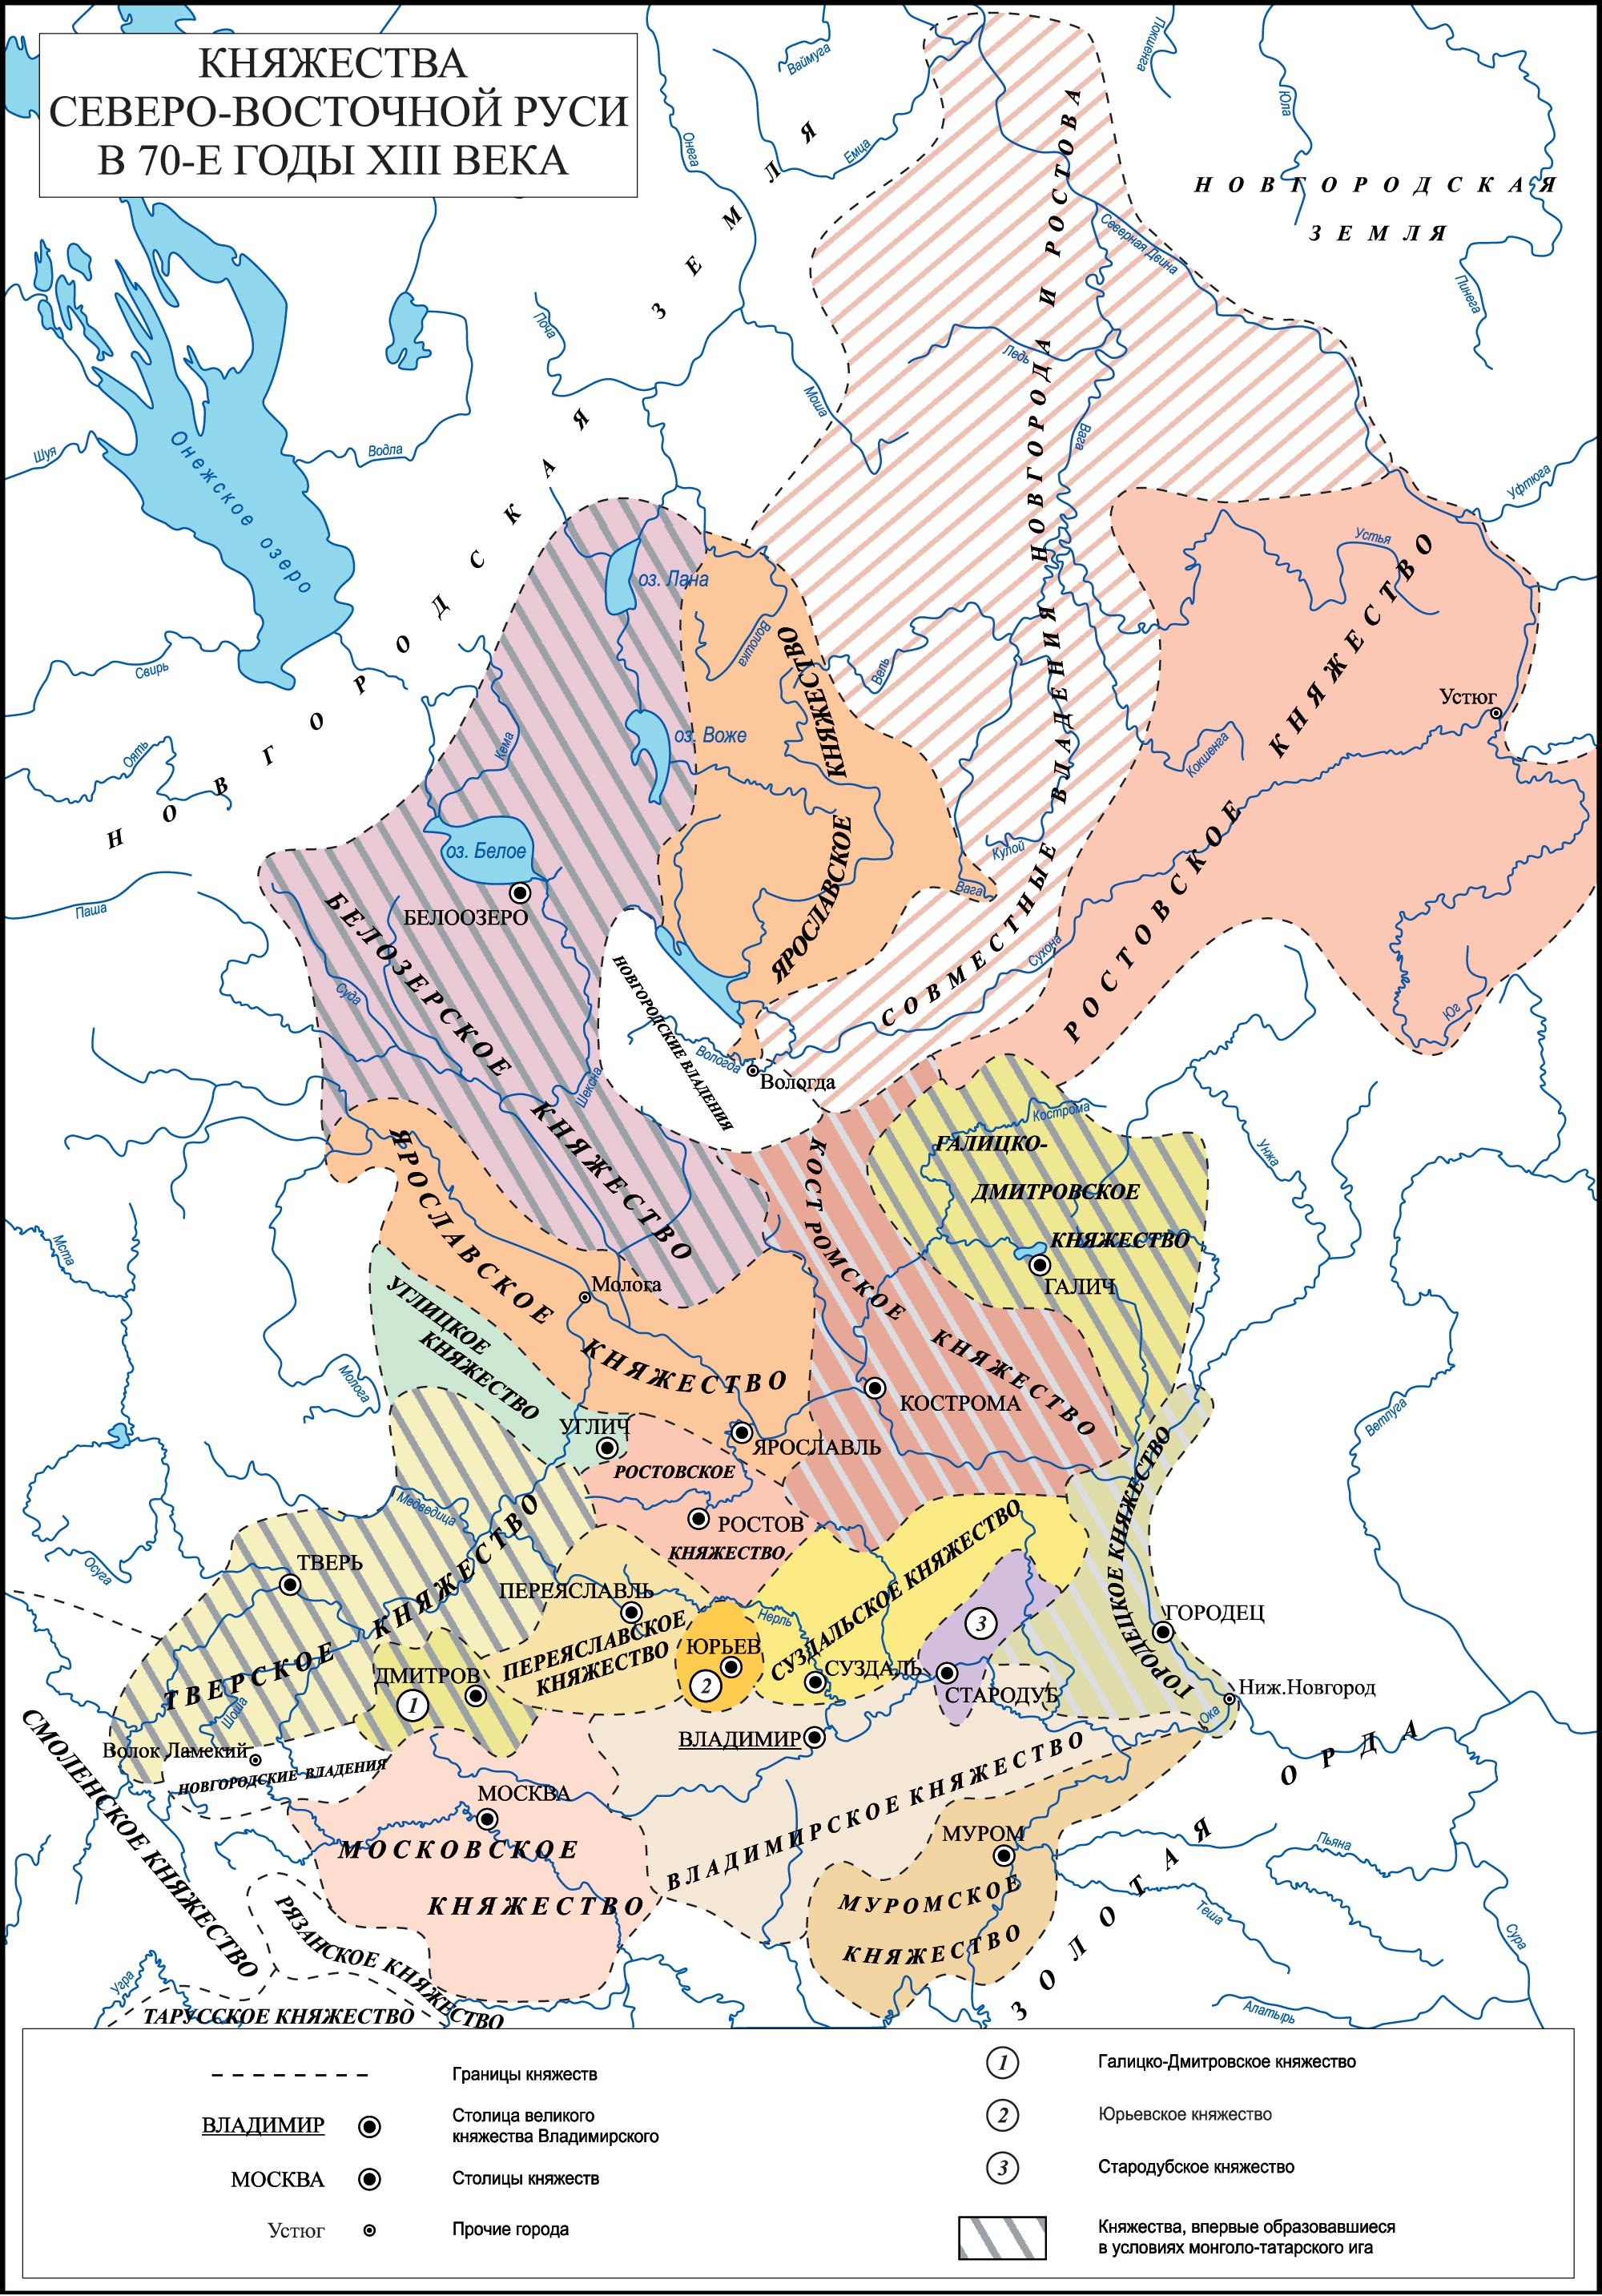 КНЯЖЕСТВА
СЕВЕРО-ВОСТОЧНОЙ РУСИ
В 70-Е ГОДЫ XIII ВЕКА
Ваймуга
Покшеньга
Юла
Онега
Емца
НОВГОРОДСКАЯ
ЗЕМЛЯ
НОВГОРОДСКАЯ ЗЕМЛЯ
Северная Двина
Пинега
Поча
Ледь
Моша
Вага
Шуя
Водла
Онежское озеро
Уфтюга
Устья
оз. Лача
Волошка
Вель
Свирь
Оять
Кема
оз. Воже
Устюг
Кокшенга
Кулой
Вага
оз. Белое
БЕЛООЗЕРО
Паша
Суда
Сухона
Юг
СОВМЕСТНЫЕ ВЛАДЕНИЯ НОВГОРОДА И РОСТОВА
РОСТОВСКОЕ КНЯЖЕСТВО
ЯРОСЛАВСКОЕ КНЯЖЕСТВО
БЕЛОЗЕРСКОЕ КНЯЖЕСТВО
НОВГОРОДСКИЕ ВЛАДЕНИЯ
Вологда
Вологда
Шексна
Кострома
ГАЛИЦКО-
ДМИТРОВСКОЕ
КНЯЖЕСТВО
ГАЛИЧ
Унжа
Мста
ЯРОСЛАВСКОЕ КНЯЖЕСТВО
Молога
КОСТРОМСКОЕ КНЯЖЕСТВО
КОСТРОМА
УГЛИЦКОЕ
КНЯЖЕСТВО
УГЛИЧ
Молога
ЯРОСЛАВЛЬ
Ветлуга
РОСТОВСКОЕ
РОСТОВ
КНЯЖЕСТВО
Медведица
Осуга
ТВЕРЬ
ТВЕРСКОЕ КНЯЖЕСТВО
ПЕРЕЯСЛАВЛЬ
ПЕРЕЯСЛАВСКОЕ
КНЯЖЕСТВО
Нерль
ЮРЬЕВ
2
СУЗДАЛЬСКОЕ КНЯЖЕСТВО
СУЗДАЛЬ
3
СТАРОДУБ
ГОРОДЕЦКОЕ КНЯЖЕСТВО
ГОРОДЕЦ
Ниж.Новгород
Ока
ДМИТРОВ
1
Шоша
Волок Ламский
НОВГОРОДСКИЕ ВЛАДЕНИЯ
ВЛАДИМИР
ВЛАДИМИРСКОЕ КНЯЖЕСТВО
МОСКВА
МОСКОВСКОЕ
КНЯЖЕСТВО
МУРОМ
МУРОМСКОЕ
КНЯЖЕСТВО
ЗОЛОТАЯ ОРДА
Пьяна
Теша
Сура
Алатырь
СМОЛЕНСКОЕ КНЯЖЕСТВО
РЯЗАНСКОЕ КНЯЖЕСТВО
Угра
ТАРУССКОЕ КНЯЖЕСТВО
Границы княжеств
ВЛАДИМИР
Столица великого
княжества Владимирского
МОСКВА
Столицы княжеств
Устюг
Прочие города
1
Галицко-Дмитровское княжество
2
Юрьевское княжество
3
Стародубское княжество
Княжества, впервые образовавшиеся
в условиях монголо-татарского ига